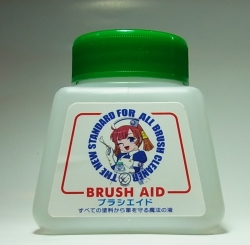 THE NEW STANDARD FOR ALL BRUSH CLEANER
BRUSH AID
ブラシエイド
すべての塗料から筆を守る魔法の液